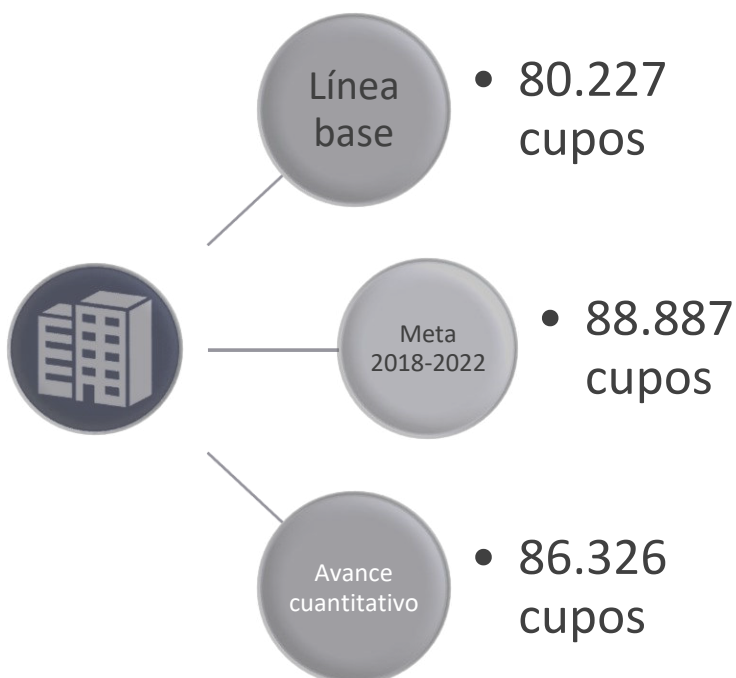 Línea
base
• 80.227
cupos
Meta
2018-2022
• 88.887
cupos
Avance
cuantitativo
• 86.326
cupos